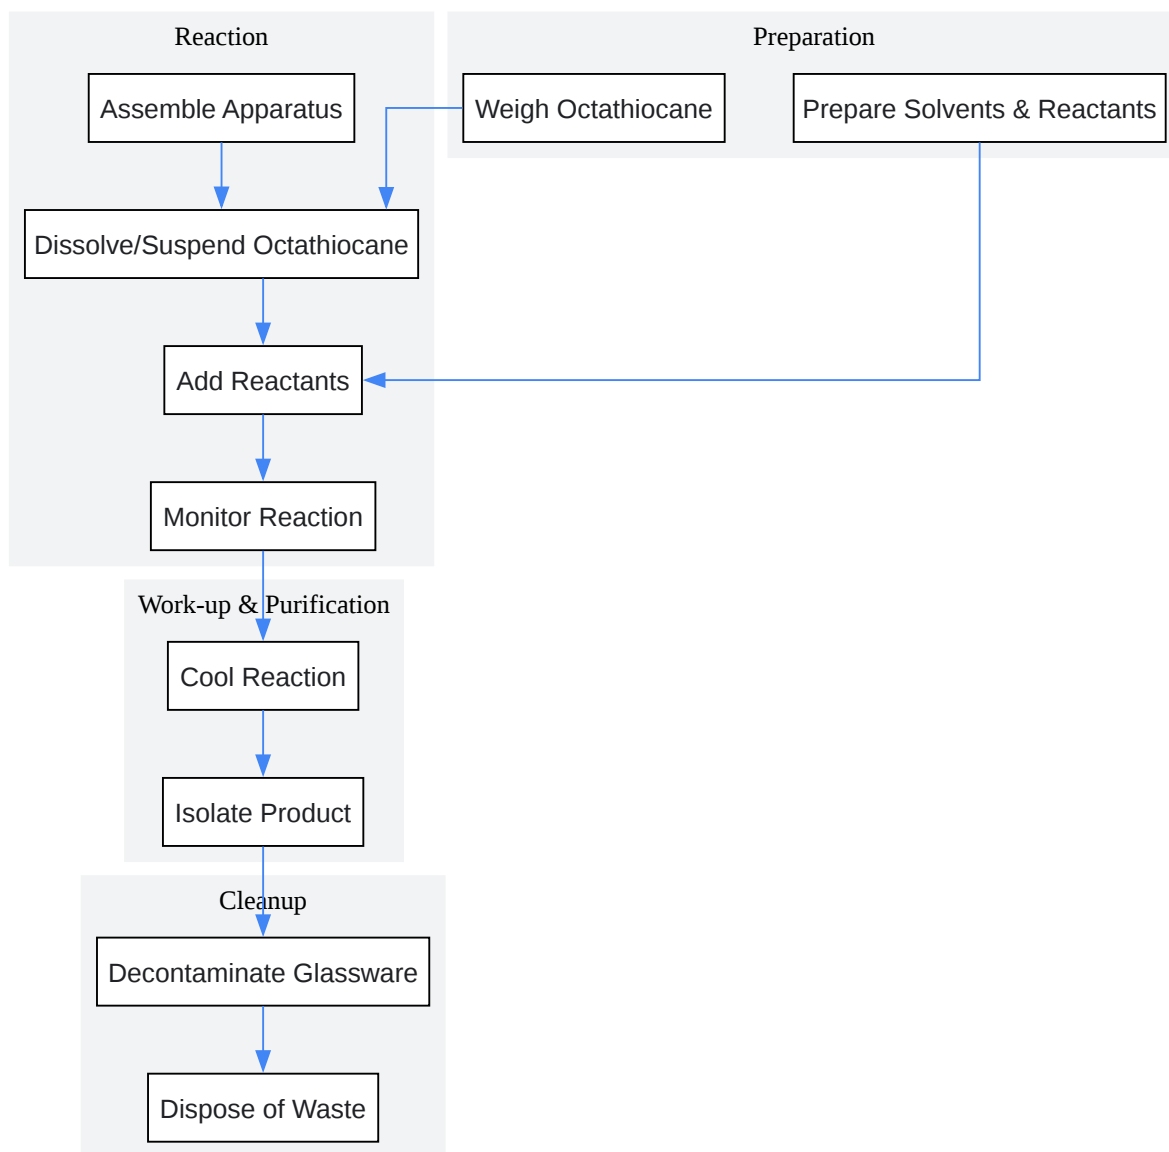 Reaction
Preparation
Assemble Apparatus
Weigh Octathiocane
Prepare Solvents & Reactants
Dissolve/Suspend Octathiocane
Add Reactants
Monitor Reaction
Work-up & Purification
Cool Reaction
Isolate Product
Cleanup
Decontaminate Glassware
Dispose of Waste